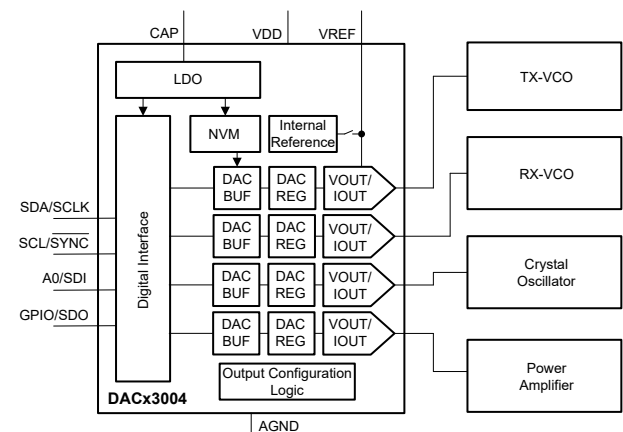 CAP
VDD
VREF
LDO
NVM
Internal
Reference
TX-VCO
RX-VCO
Crystal
Oscillator
Power
Amplifier
SDA/SCLK
SCL/SYNC
A0/SDI
GPIO/SDO
Digital Interface
DAC
BUF
DAC
REG
VOUT/
IOUT
DAC
BUF
DAC
REG
VOUT/
IOUT
DAC
BUF
DAC
REG
VOUT/
IOUT
DAC
BUF
DAC
REG
VOUT/
IOUT
Output Configuration
Logic
DACx3004
AGND